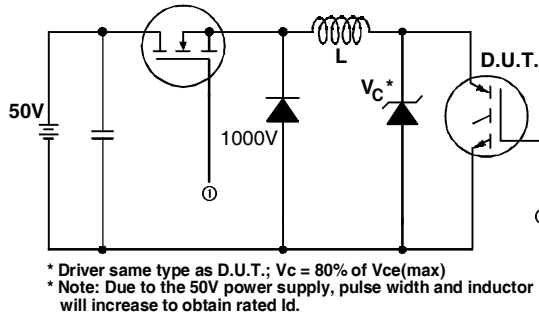 L
D.U.T.
V_C *
50V
1000V
①
* Driver same type as D.U.T.; Vc = 80% of Vce(max)
* Note: Due to the 50V power supply, pulse width and inductor
will increase to obtain rated Id.